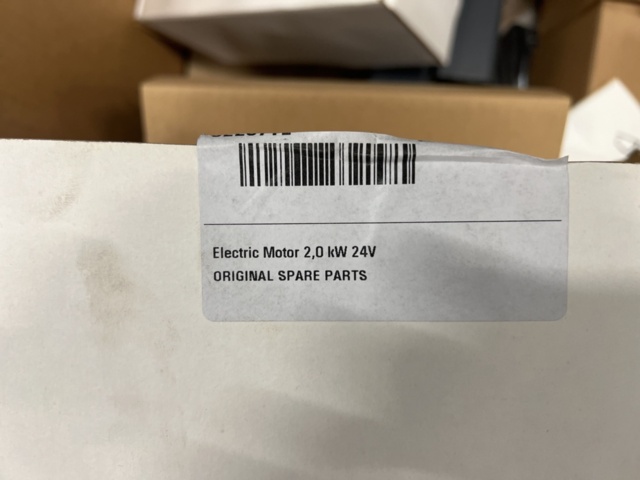 Electric Motor 2,0 kW 24V
ORIGINAL SPARE PARTS